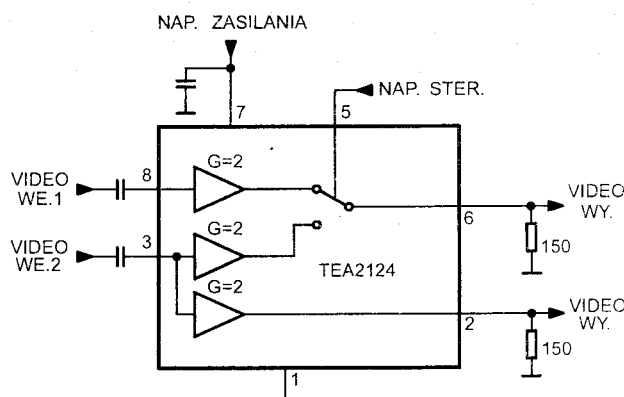 NAP. ZASILANIA
NAP. STER.
7
5
G=2
VIDEO
WE.1
8
VIDEO
WY.
6
G=2
VIDEO
WE.2
3
150
TEA2124
G=2
VIDEO
WY.
2
150
1